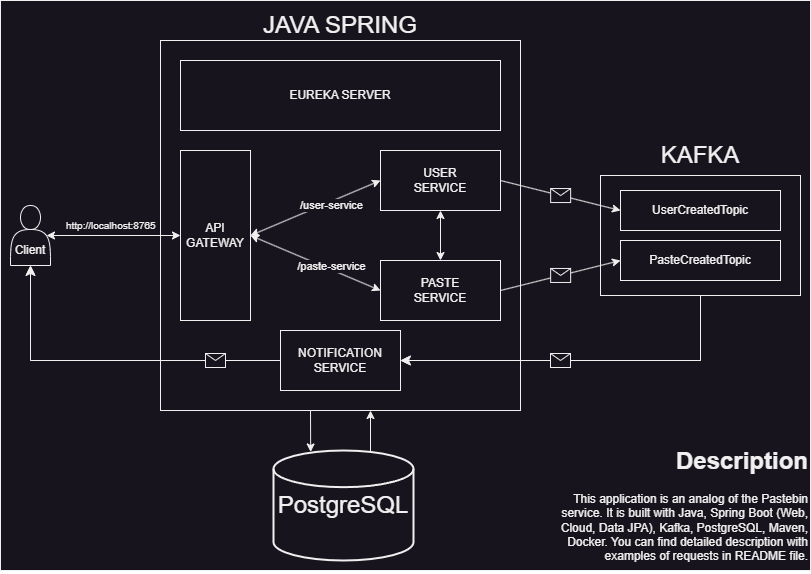 JAVA SPRING
EUREKA SERVER
KAFKA
USER
SERVICE
/user-service
UserCreatedTopic
http://localhost:8765
API
GATEWAY
Client
PasteCreatedTopic
/paste-service
PASTE
SERVICE
NOTIFICATION
SERVICE
PostgreSQL
Description
This application is an analog of the Pastebin
service. It is built with Java, Spring Boot (Web,
Cloud, Data JPA), Kafka, PostgreSQL, Maven,
Docker. You can find detailed description with
examples of requests in README file.